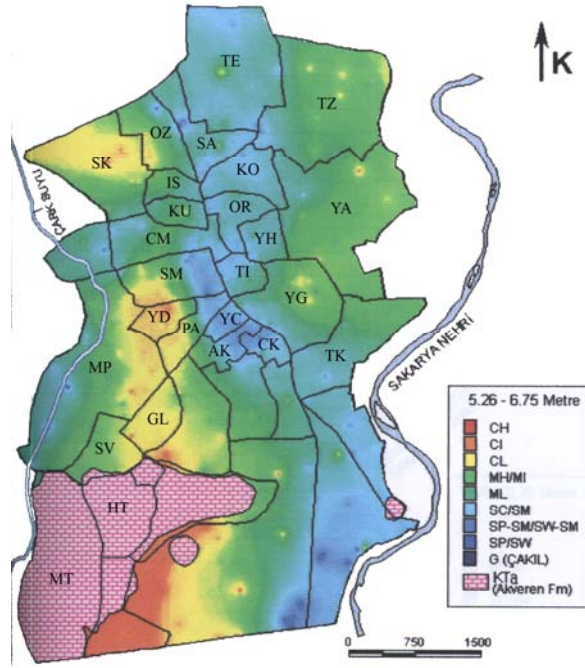 K
TE
TZ
OZ
SA
SK
KO
IS
KU
OR
YA
CM
YH
SM
TI
YG
YD
PA
YC
AK
CK
TK
MP
GL
SV
HT
MT
ÇARK SUYU
SAKARYA NEHRİ
5.26 - 6.75 Metre
CH
CI
CL
MH/MI
ML
SC/SM
SP-SM/SW-SM
SP/SW
G (ÇAKIL)
KTa
(Akveren Fm)
0 750 1500